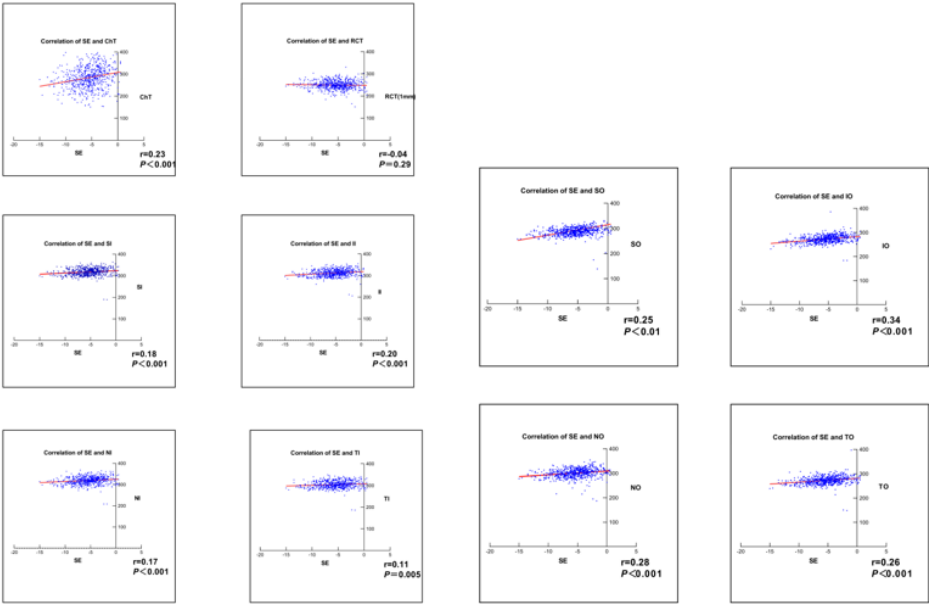 Correlation of SE and ChT
400
300
200
100
ChT
-20 -15 -10 -5 0 5
SE
r=0.23
P＜0.001
Correlation of SE and RCT
400
300
200
100
RCT(1mm)
-20 -15 -10 -5 0 5
SE
r=-0.04
P＝0.29
Correlation of SE and SO
400
300
200
100
SO
-20 -15 -10 -5 0 5
SE
r=0.25
P＜0.01
Correlation of SE and IO
400
300
200
100
IO
-20 -15 -10 -5 0 5
SE
r=0.34
P＜0.001
Correlation of SE and SI
400
300
200
100
SI
-20 -15 -10 -5 0 5
SE
r=0.18
P＜0.001
Correlation of SE and II
400
300
200
100
II
-20 -15 -10 -5 0 5
SE
r=0.20
P＜0.001
Correlation of SE and NI
400
300
200
100
NI
-20 -15 -10 -5 0 5
SE
r=0.17
P＜0.001
Correlation of SE and TI
400
300
200
100
TI
-20 -15 -10 -5 0 5
SE
r=0.11
P＝0.005
Correlation of SE and NO
400
300
200
100
NO
-20 -15 -10 -5 0 5
SE
r=0.28
P＜0.001
Correlation of SE and TO
400
300
200
100
TO
-20 -15 -10 -5 0 5
SE
r=0.26
P＜0.001